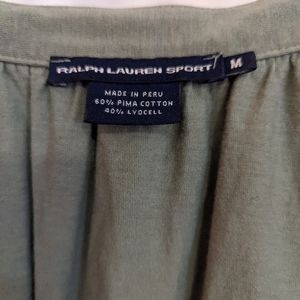 RALPH LAUREN SPORT M
MADE IN PERU
60% PIMA COTTON
40% LYOCELL